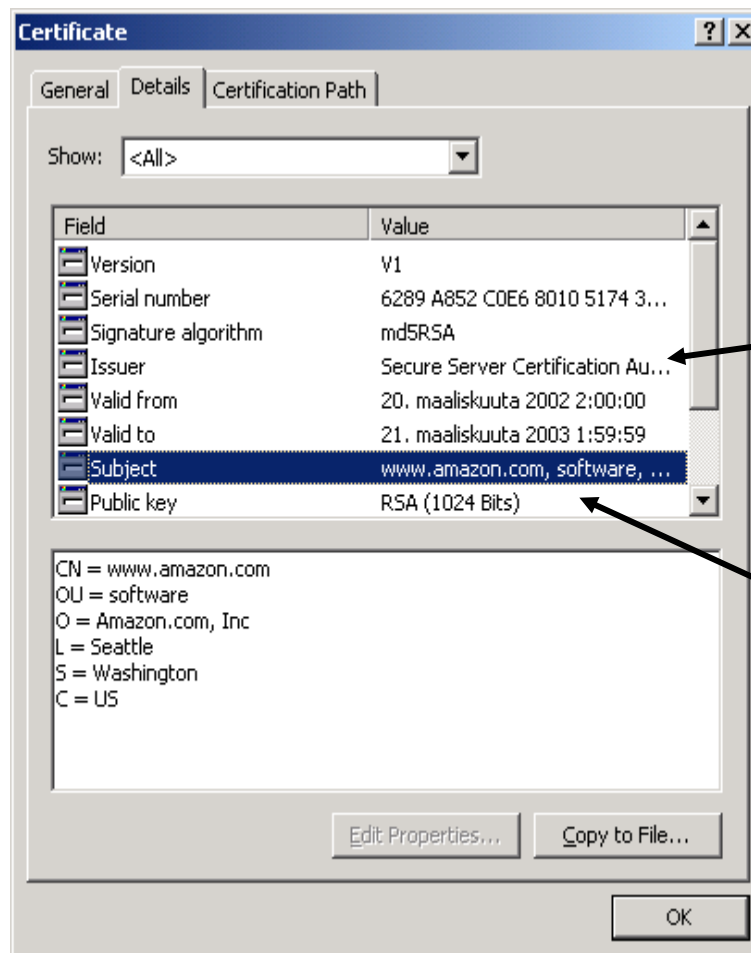 Certificate
General Details Certification Path
Show: <All>
Field Value
Version V1
Serial number 6289 A852 C0E6 8010 5174 3...
Signature algorithm md5RSA
Issuer Secure Server Certification Au...
Valid from 20. maaliskuuta 2002 2:00:00
Valid to 21. maaliskuuta 2003 1:59:59
Subject www.amazon.com, software, ...
Public key RSA (1024 Bits)
CN = www.amazon.com
OU = software
O = Amazon.com, Inc
L = Seattle
S = Washington
C = US
Edit Properties... Copy to File...
OK